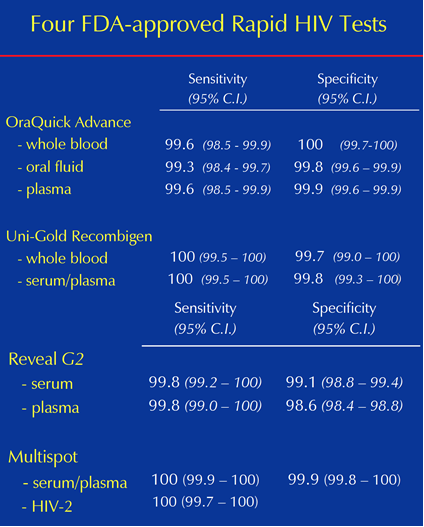 Four FDA-approved Rapid HIV Tests
Sensitivity Specificity
(95% C.I.) (95% C.I.)
OraQuick Advance
- whole blood 99.6 (98.5 - 99.9) 100 (99.7-100)
- oral fluid 99.3 (98.4 - 99.7) 99.8 (99.6 – 99.9)
- plasma 99.6 (98.5 - 99.9) 99.9 (99.6 – 99.9)
Uni-Gold Recombigen
- whole blood 100 (99.5 – 100) 99.7 (99.0 – 100)
- serum/plasma 100 (99.5 – 100) 99.8 (99.3 – 100)
Sensitivity Specificity
(95% C.I.) (95% C.I.)
Reveal G2
- serum 99.8 (99.2 – 100) 99.1 (98.8 – 99.4)
- plasma 99.8 (99.0 – 100) 98.6 (98.4 – 98.8)
Multispot
- serum/plasma 100 (99.9 – 100) 99.9 (99.8 – 100)
- HIV-2 100 (99.7 – 100)